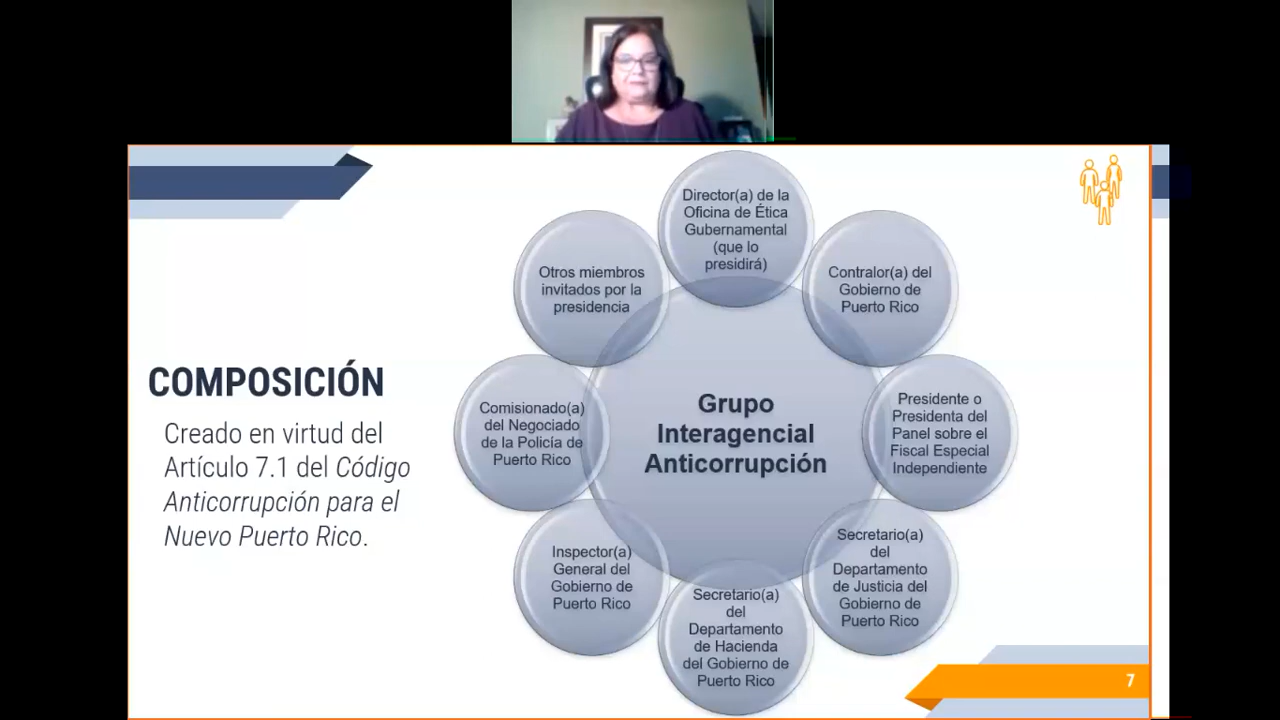 COMPOSICIÓN
Creado en virtud del
Artículo 7.1 del Código
Anticorrupción para el
Nuevo Puerto Rico.
Grupo
Interagencial
Anticorrupción
Director(a) de la
Oficina de Ética
Gubernamental
(que lo
presidirá)
Contralor(a) del
Gobierno de
Puerto Rico
Presidente o
Presidenta del
Panel sobre el
Fiscal Especial
Independiente
Secretario(a)
del
Departamento
de Justicia del
Gobierno de
Puerto Rico
Secretario(a)
del
Departamento
de Hacienda
del Gobierno de
Puerto Rico
Inspector(a)
General del
Gobierno de
Puerto Rico
Comisionado(a)
del Negociado
de la Policía de
Puerto Rico
Otros miembros
invitados por la
presidencia
7